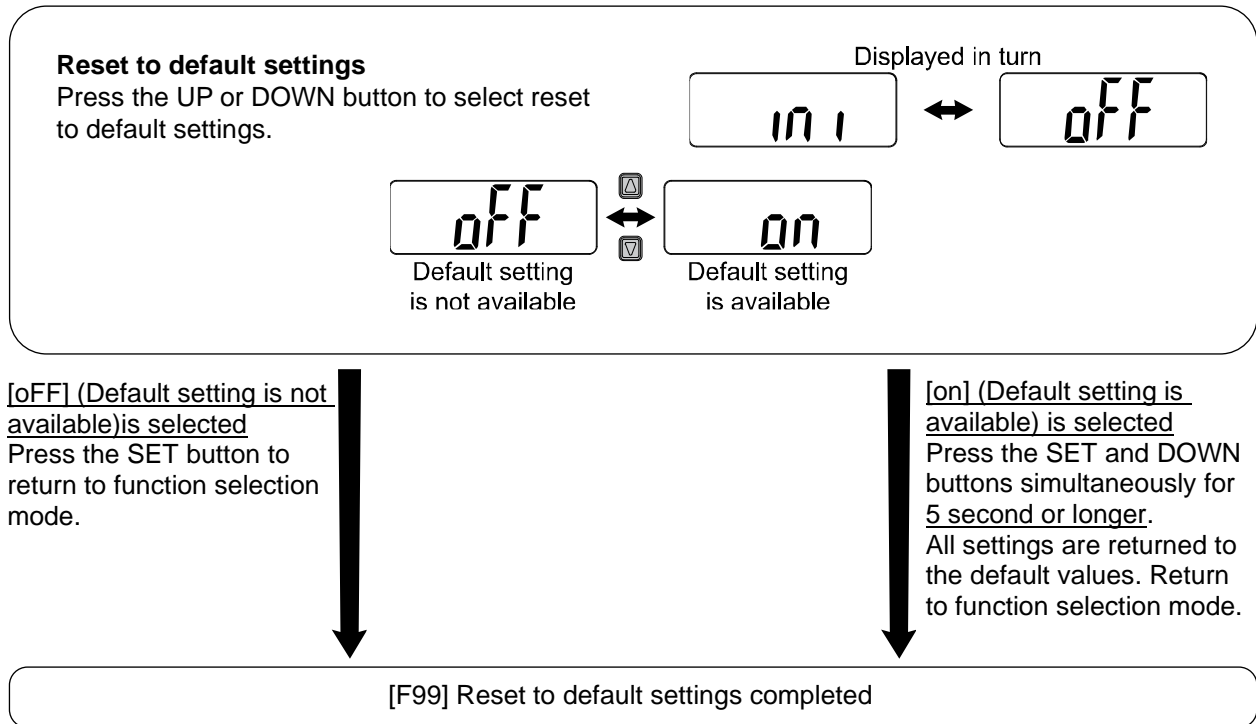 Reset to default settings
Press the UP or DOWN button to select reset
to default settings.
Displayed in turn
ini
oFF
oFF
on
Default setting
is not available
Default setting
is available
[oFF] (Default setting is not
available)is selected
Press the SET button to
return to function selection
mode.
[on] (Default setting is
available) is selected
Press the SET and DOWN
buttons simultaneously for
5 second or longer.
All settings are returned to
the default values. Return
to function selection mode.
[F99] Reset to default settings completed